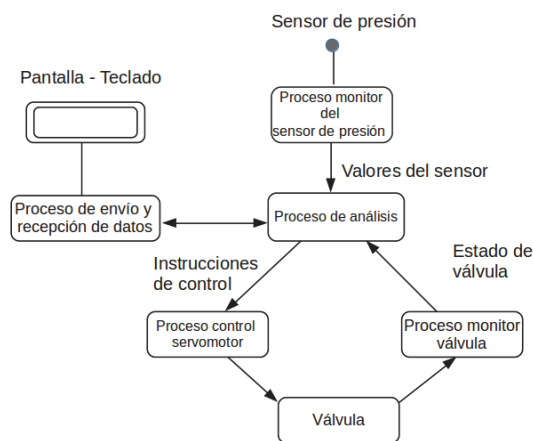 Sensor de presión
Pantalla - Teclado
Proceso monitor
del
sensor de presión
Valores del sensor
Proceso de envío y
recepción de datos
Proceso de análisis
Instrucciones
de control
Estado de
válvula
Proceso control
servomotor
Proceso monitor
válvula
Válvula